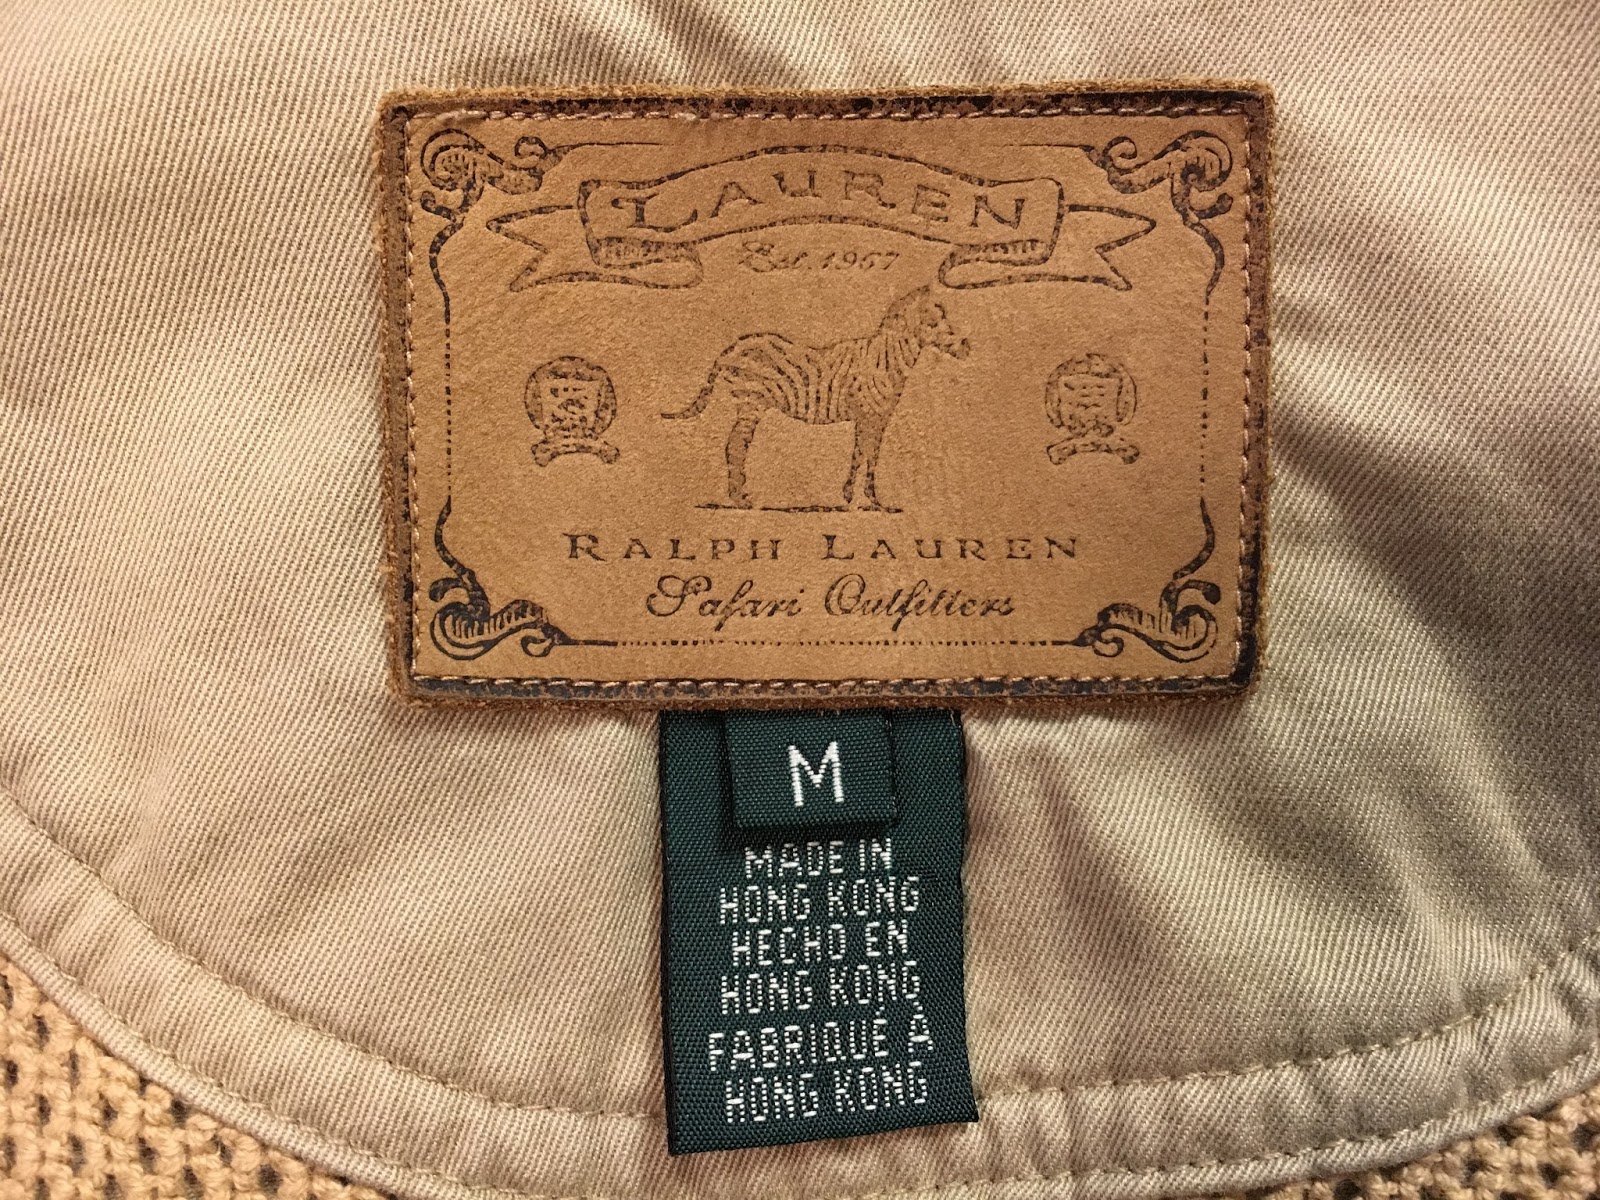 LAUREN
Est. 1967
RALPH LAUREN
Safari Outfitters
M
MADE IN
HONG KONG
HECHO EN
HONG KONG
FABRIQUÉ À
HONG KONG